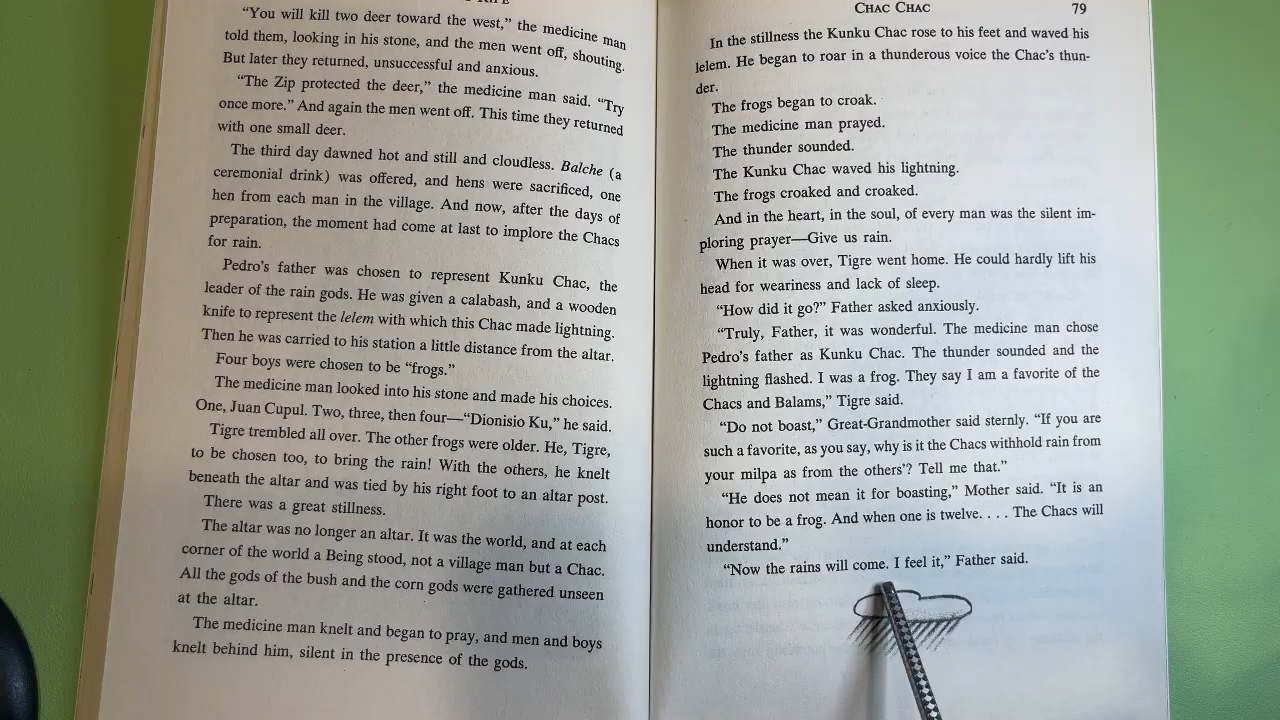 "You will kill two deer toward the west," the medicine man
told them, looking in his stone, and the men went off, shouting.
But later they returned, unsuccessful and anxious.
"The Zip protected the deer," the medicine man said. "Try
once more." And again the men went off. This time they returned
with one small deer.
The third day dawned hot and still and cloudless. Balche (a
ceremonial drink) was offered, and hens were sacrificed, one
hen from each man in the village. And now, after the days of
preparation, the moment had come at last to implore the Chacs
for rain.
Pedro's father was chosen to represent Kunku Chac, the
leader of the rain gods. He was given a calabash, and a wooden
knife to represent the lelem with which this Chac made lightning.
Then he was carried to his station a little distance from the altar.
Four boys were chosen to be "frogs."
The medicine man looked into his stone and made his choices.
One, Juan Cupul. Two, three, then four—"Dionisio Ku," he said.
Tigre trembled all over. The other frogs were older. He, Tigre,
to be chosen too, to bring the rain! With the others, he knelt
beneath the altar and was tied by his right foot to an altar post.
There was a great stillness.
The altar was no longer an altar. It was the world, and at each
corner of the world a Being stood, not a village man but a Chac.
All the gods of the bush and the corn gods were gathered unseen
at the altar.
The medicine man knelt and began to pray, and men and boys
knelt behind him, silent in the presence of the gods.
CHAC CHAC 79
In the stillness the Kunku Chac rose to his feet and waved his
lelem. He began to roar in a thunderous voice the Chac's thun-
der.
The frogs began to croak.
The medicine man prayed.
The thunder sounded.
The Kunku Chac waved his lightning.
The frogs croaked and croaked.
And in the heart, in the soul, of every man was the silent im-
ploring prayer—Give us rain.
When it was over, Tigre went home. He could hardly lift his
head for weariness and lack of sleep.
"How did it go?" Father asked anxiously.
"Truly, Father, it was wonderful. The medicine man chose
Pedro's father as Kunku Chac. The thunder sounded and the
lightning flashed. I was a frog. They say I am a favorite of the
Chacs and Balams," Tigre said.
"Do not boast," Great-Grandmother said sternly. "If you are
such a favorite, as you say, why is it the Chacs withhold rain from
your milpa as from the others'? Tell me that."
"He does not mean it for boasting," Mother said. "It is an
honor to be a frog. And when one is twelve. . . . The Chacs will
understand."
"Now the rains will come. I feel it," Father said.